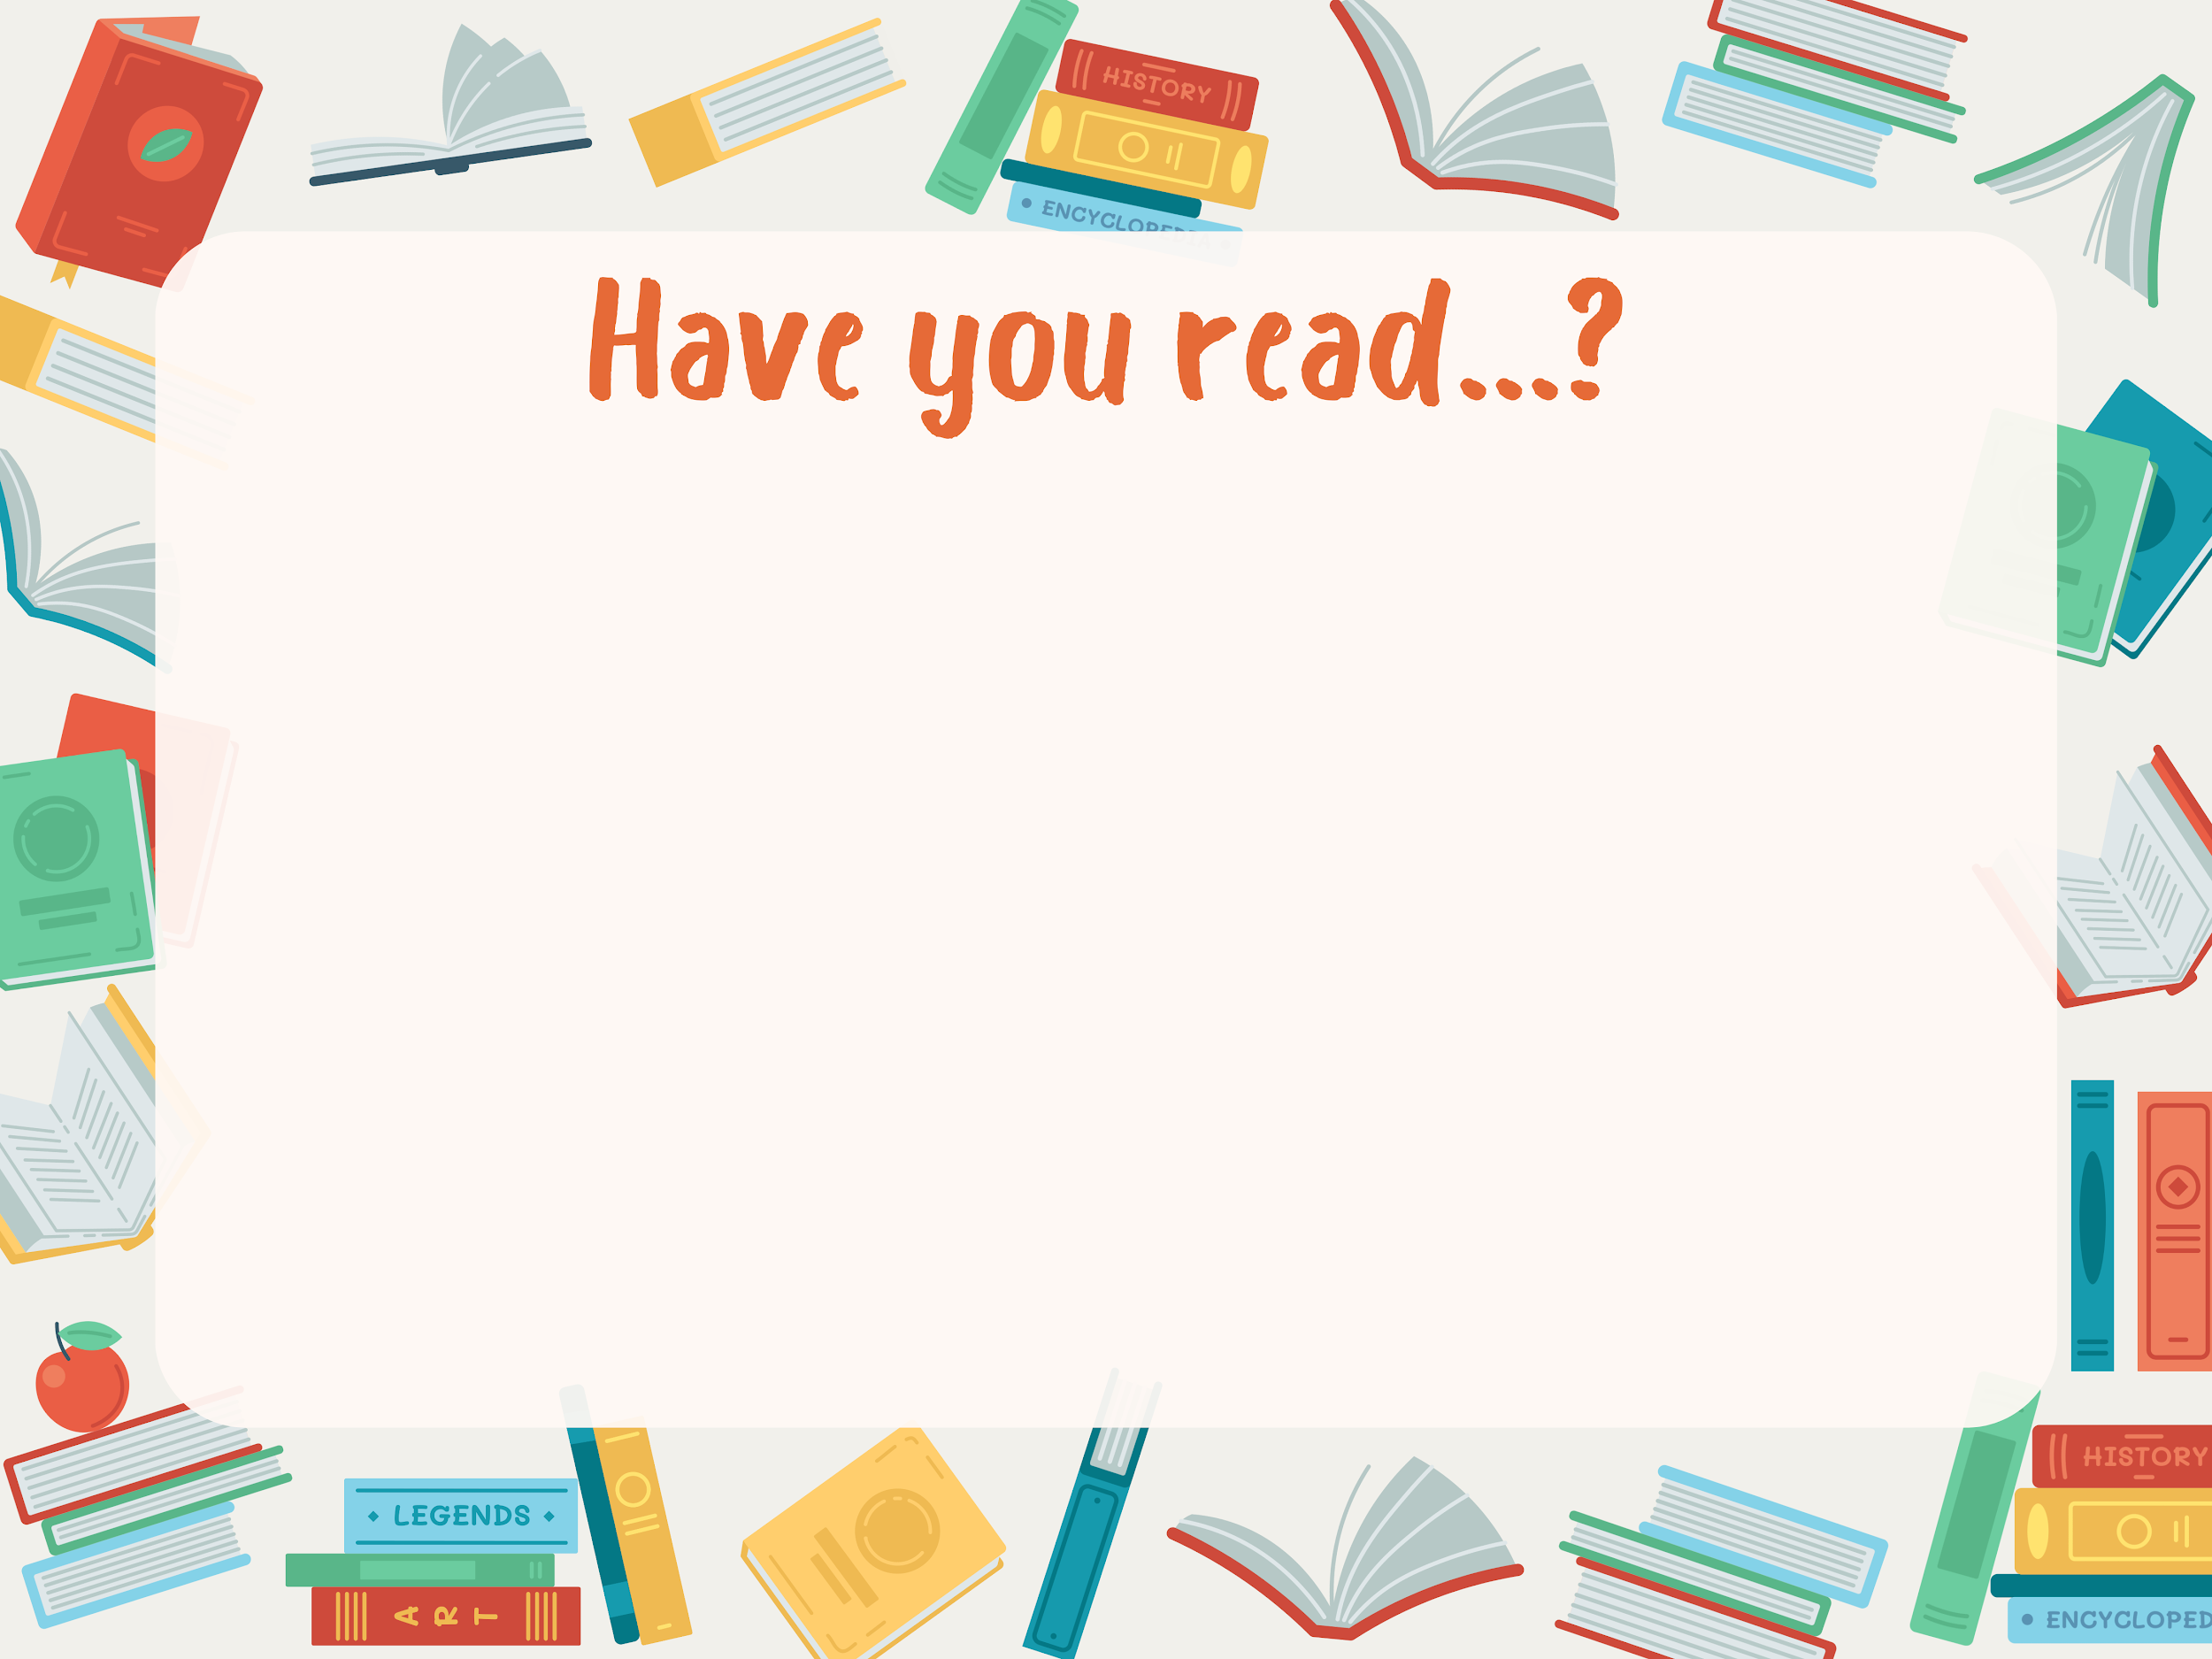 HISTORY
ENCYCLOPEDIA
Have you read...?
LEGENDS
ART
HISTORY
ENCYCLOPED